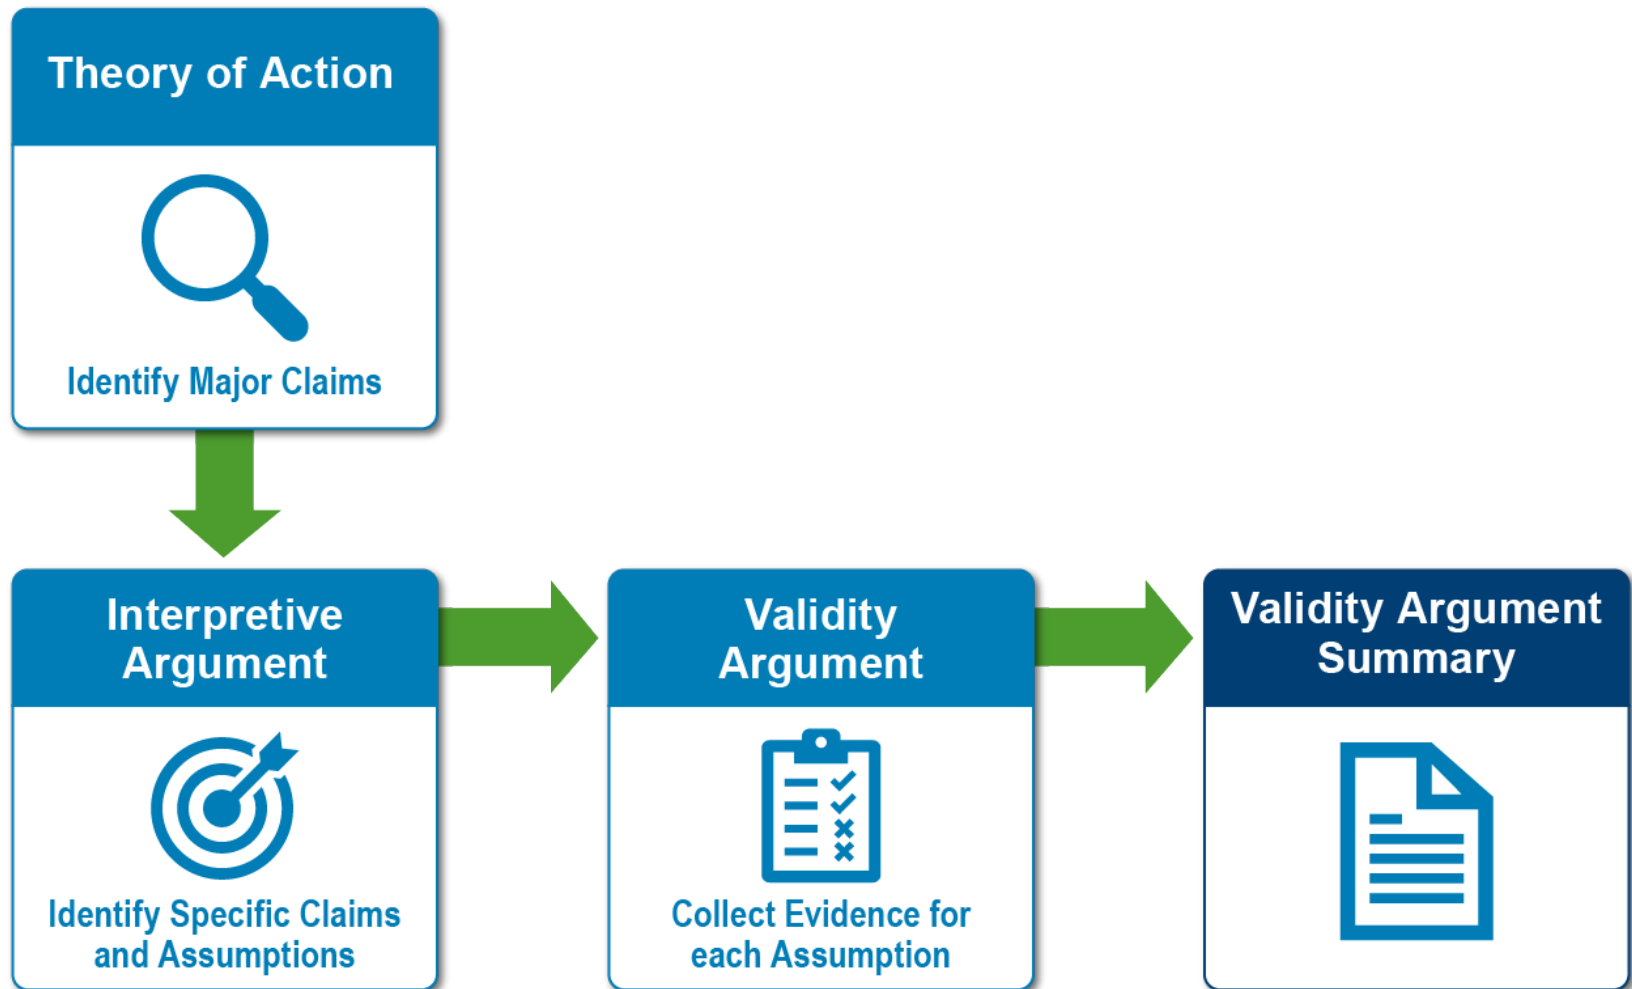 Theory of Action
Identify Major Claims
Interpretive
Argument
Identify Specific Claims
and Assumptions
Validity
Argument
Collect Evidence for
each Assumption
Validity Argument
Summary